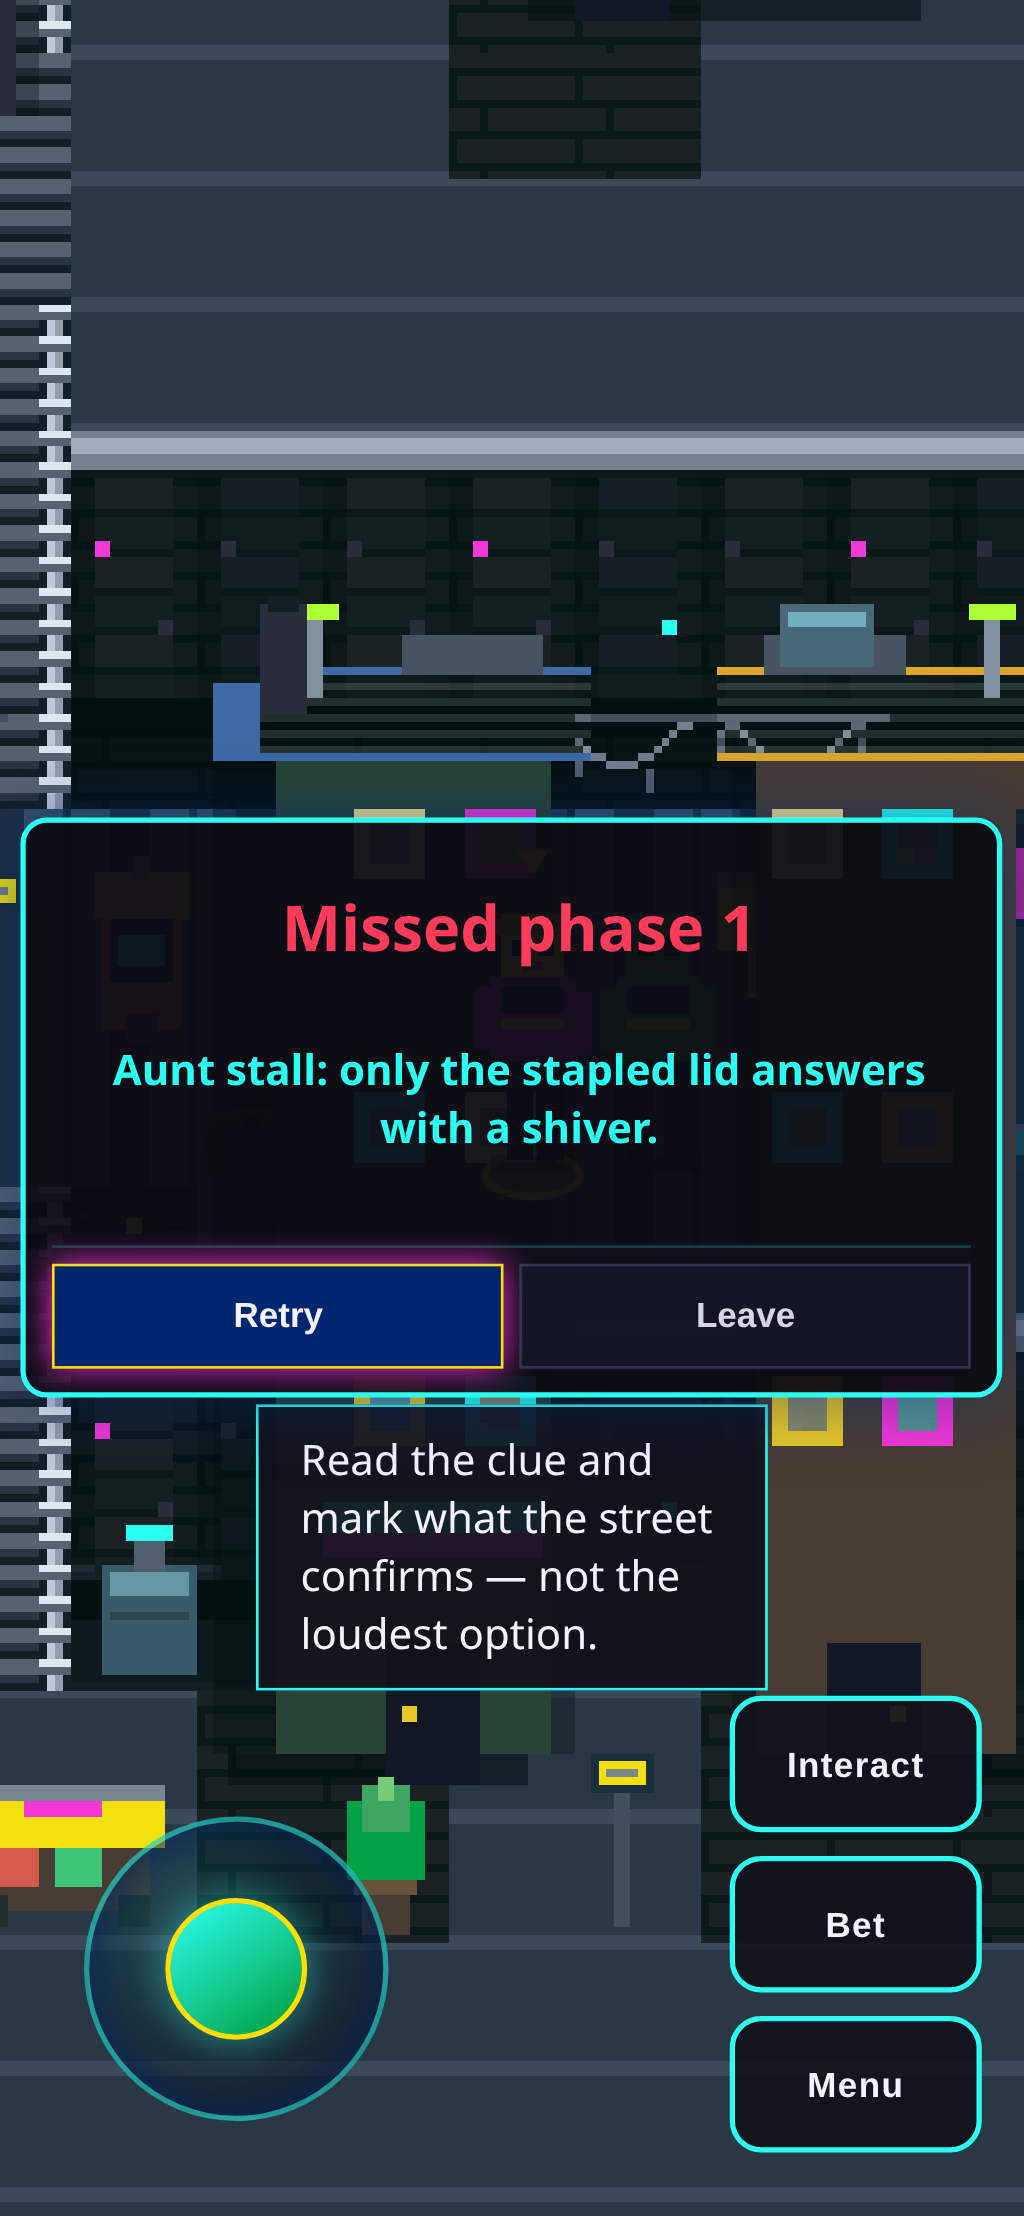 Missed phase 1
Aunt stall: only the stapled lid answers
with a shiver.
Retry
Leave
Read the clue and
mark what the street
confirms — not the
loudest option.
Interact
Bet
Menu